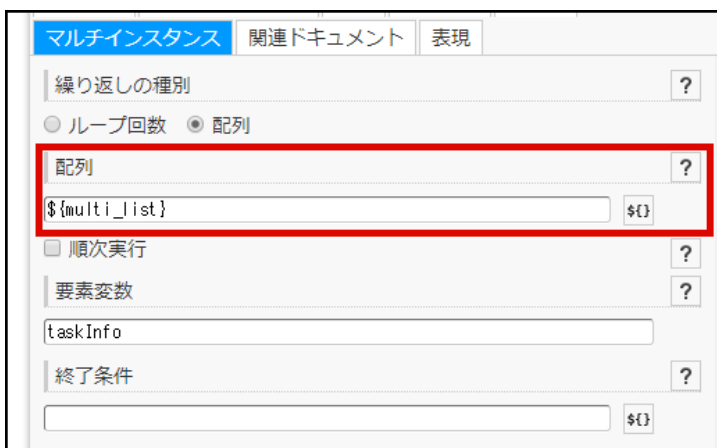 マルチインスタンス 関連ドキュメント 表現
繰り返しの種別 ?
ループ回数 配列
配列 ?
${multi_list} ${}
順次実行 ?
要素変数 ?
taskInfo
終了条件 ?
${}